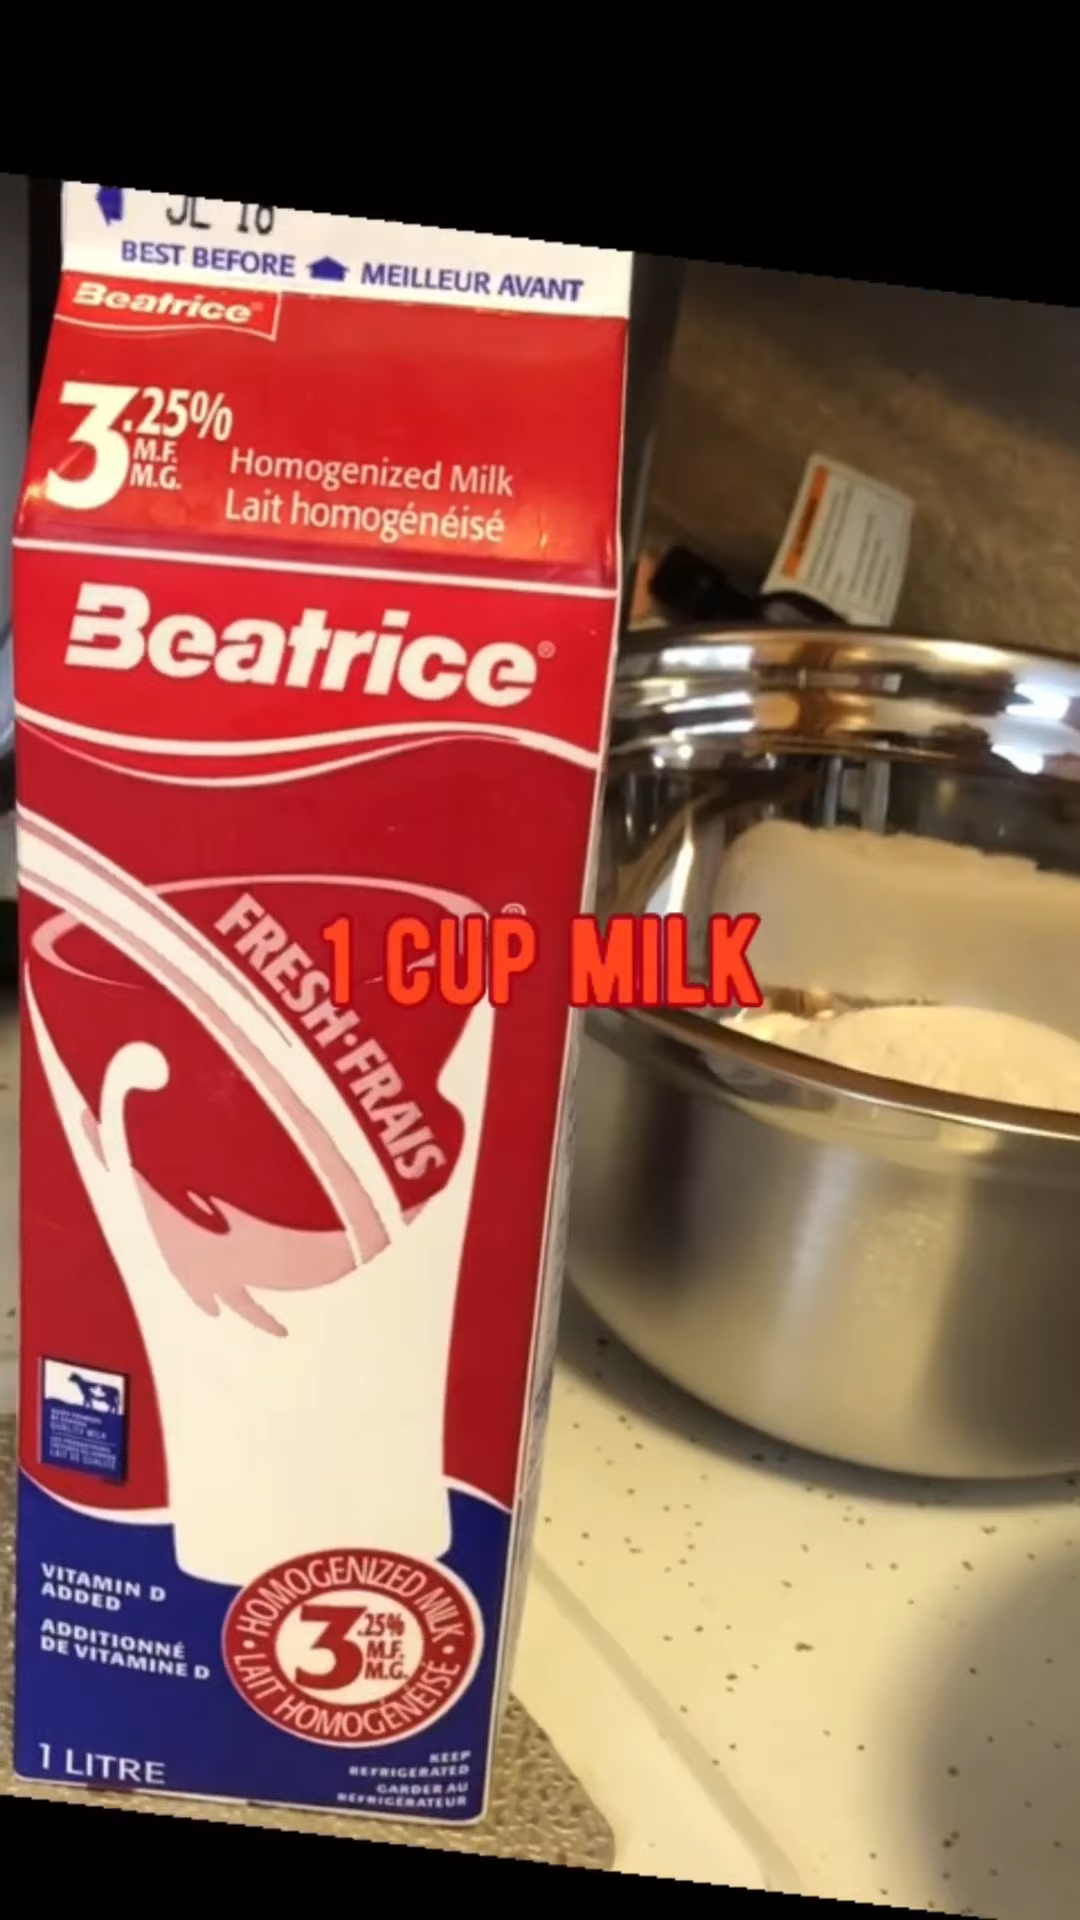 JL 18
BEST BEFORE MEILLEUR AVANT
Beatrice
3.25%
M.F.
M.G.
Homogenized Milk
Lait homogénéisé
Beatrice®
FRESH·FRAIS
1 CUP MILK
VITAMIN D
ADDED
ADDITIONNÉ
DE VITAMINE D
HOMOGENIZED MILK
3.25%
M.F.
M.G.
LAIT HOMOGÉNÉISÉ
1 LITRE
KEEP
REFRIGERATED
GARDER AU
RÉFRIGÉRATEUR